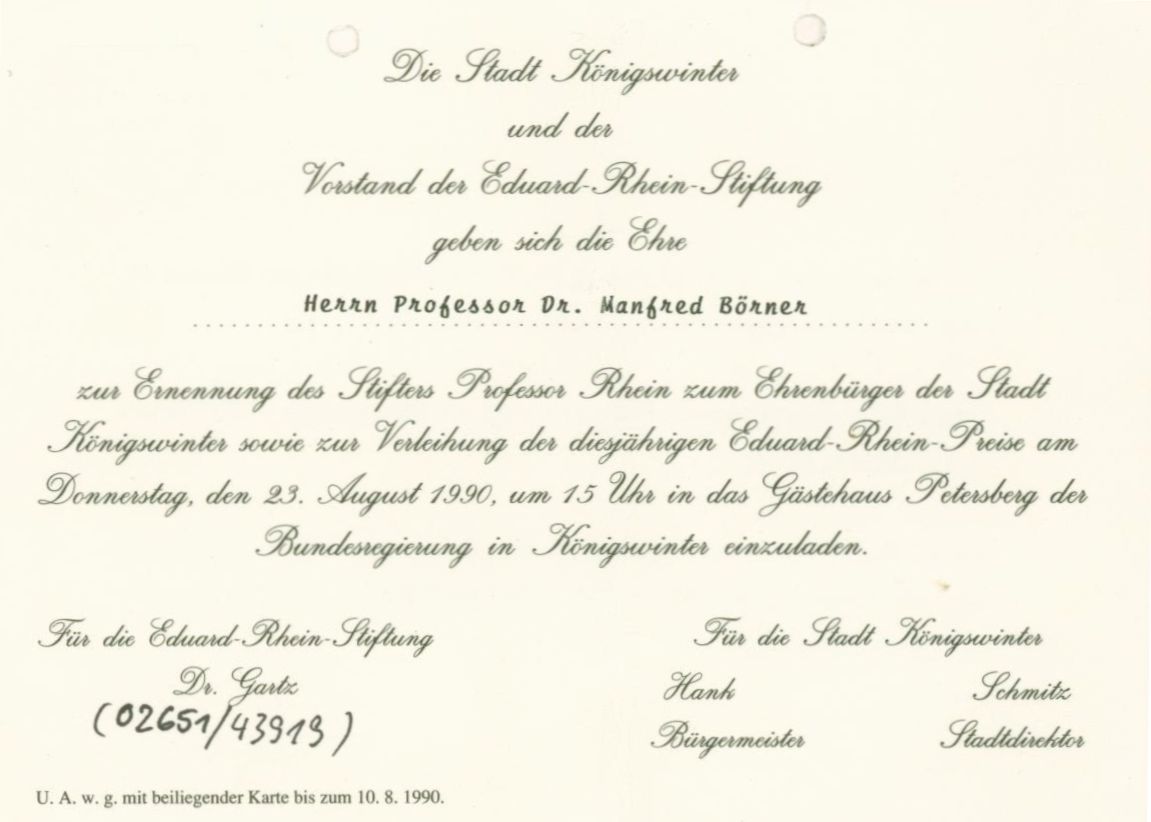 Die Stadt Königswinter
und der
Vorstand der Eduard-Rhein-Stiftung
geben sich die Ehre
Herrn Professor Dr. Manfred Börner
zur Ernennung des Stifters Professor Rhein zum Ehrenbürger der Stadt
Königswinter sowie zur Verleihung der diesjährigen Eduard-Rhein-Preise am
Donnerstag, den 23. August 1990, um 15 Uhr in das Gästehaus Petersberg der
Bundesregierung in Königswinter einzuladen.
Für die Eduard-Rhein-Stiftung
Dr. Gartz
(02651/43919)
Für die Stadt Königswinter
Hank Schmitz
Bürgermeister Stadtdirektor
U. A. w. g. mit beiliegender Karte bis zum 10. 8. 1990.